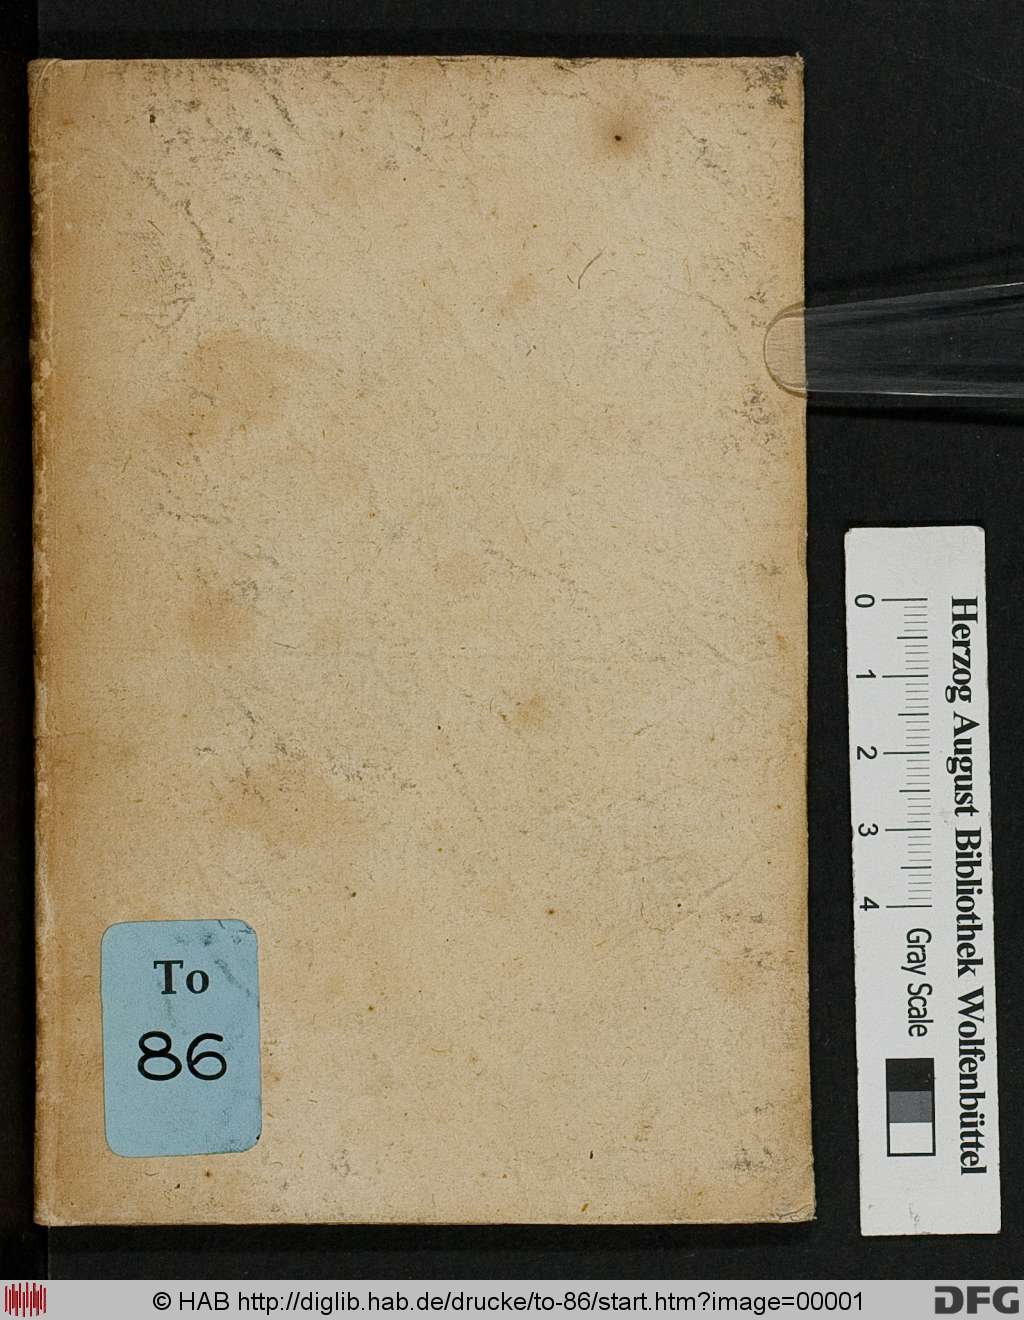 To
86
Herzog August Bibliothek Wolfenbüttel
0 1 2 3 4
Gray Scale
© HAB http://diglib.hab.de/drucke/to-86/start.htm?image=00001
DFG